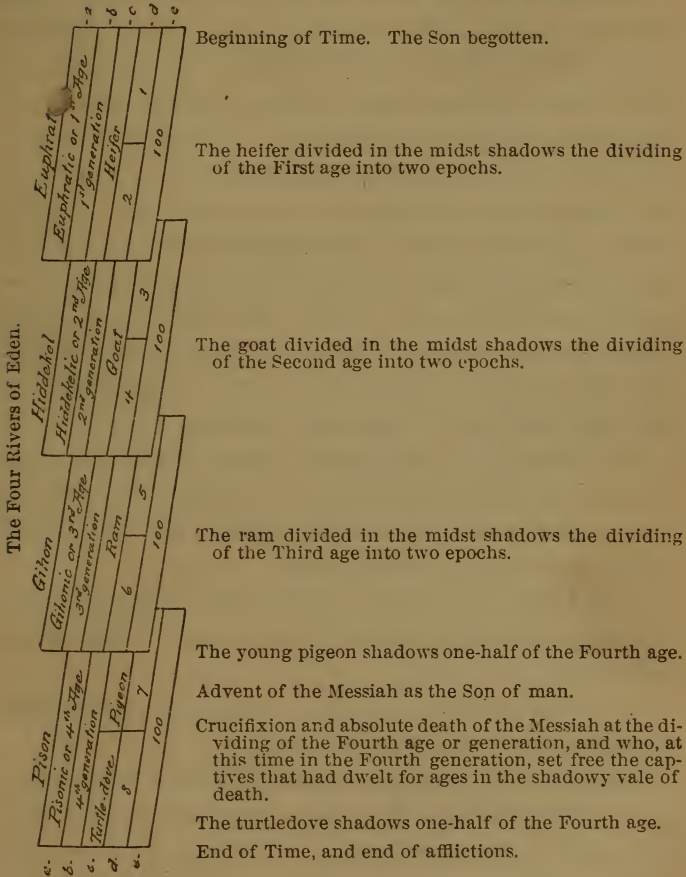 -a
-b
-c
-d
-e
The Four Rivers of Eden.
Euphratic or 1st Age
1st generation
Heifer
1
2
100
Beginning of Time. The Son begotten.
The heifer divided in the midst shadows the dividing
of the First age into two epochs.
Hiddekel
Hiddekelic or 2nd Age
2nd generation
Goat
3
4
100
The goat divided in the midst shadows the dividing
of the Second age into two epochs.
Gihon
Gihonic or 3rd Age
3rd generation
Ram
5
6
100
The ram divided in the midst shadows the dividing
of the Third age into two epochs.
Pison
Pisonic or 4th Age
4th generation
Turtle-dove
Pigeon
7
8
100
The young pigeon shadows one-half of the Fourth age.
Advent of the Messiah as the Son of man.
Crucifixion and absolute death of the Messiah at the di-
viding of the Fourth age or generation, and who, at
this time in the Fourth generation, set free the cap-
tives that had dwelt for ages in the shadowy vale of
death.
The turtledove shadows one-half of the Fourth age.
End of Time, and end of afflictions.
b.
c.
d.